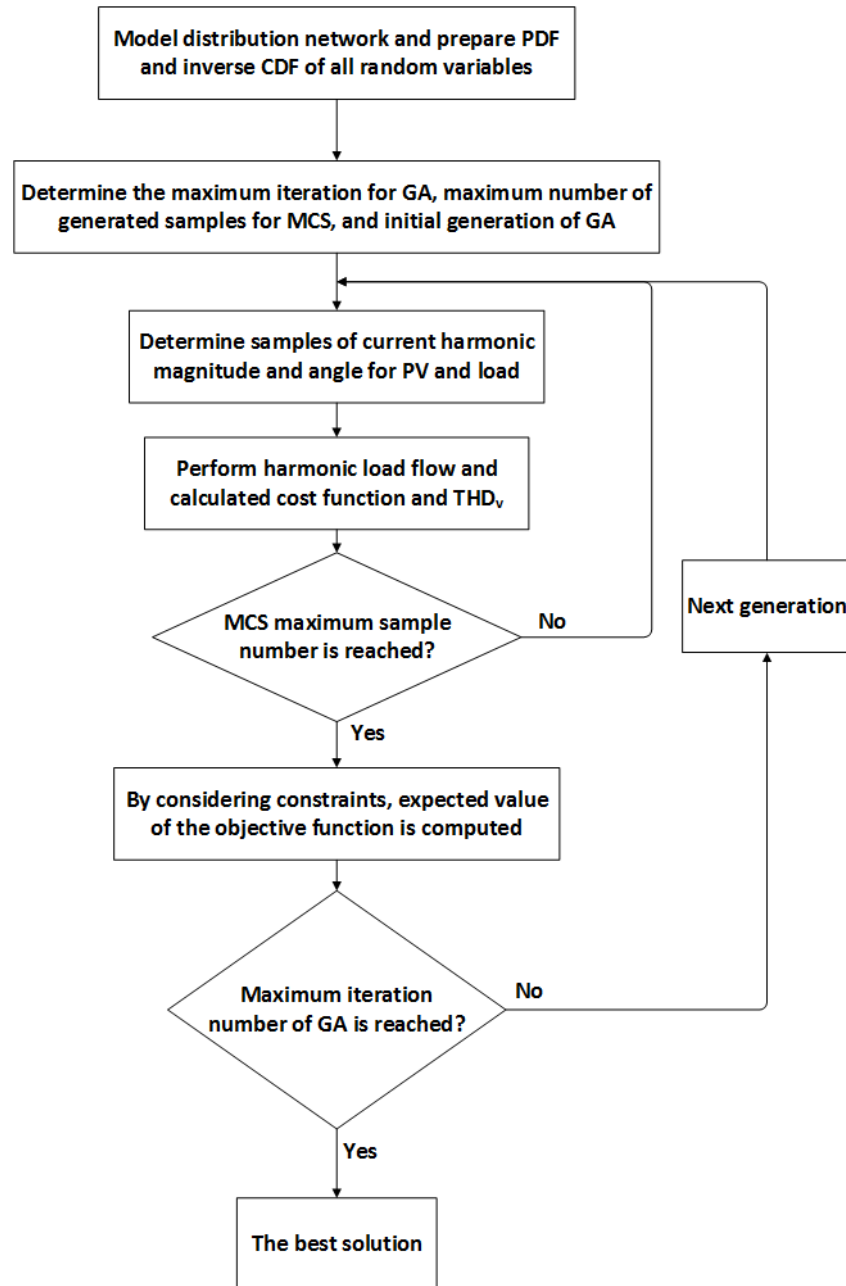 Model distribution network and prepare PDF
and inverse CDF of all random variables
Determine the maximum iteration for GA, maximum number of
generated samples for MCS, and initial generation of GA
Determine samples of current harmonic
magnitude and angle for PV and load
Perform harmonic load flow and
calculated cost function and THDᵥ
MCS maximum sample
number is reached?
No
Next generation
Yes
By considering constraints, expected value
of the objective function is computed
Maximum iteration
number of GA is reached?
No
Yes
The best solution